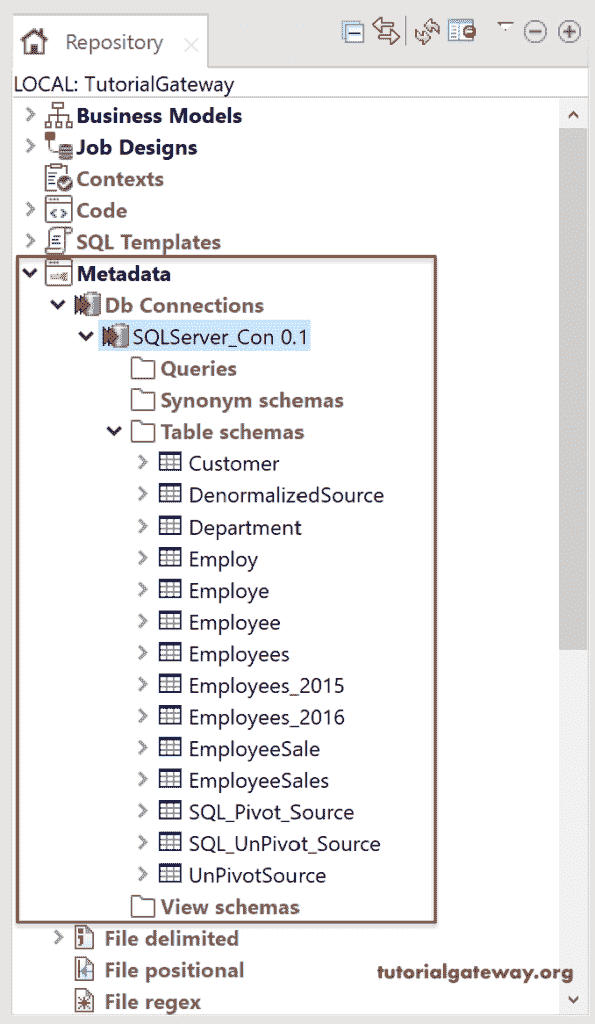 Repository
LOCAL: TutorialGateway
Business Models
Job Designs
Contexts
Code
SQL Templates
Metadata
Db Connections
SQLServer_Con 0.1
Queries
Synonym schemas
Table schemas
Customer
DenormalizedSource
Department
Employ
Employe
Employee
Employees
Employees_2015
Employees_2016
EmployeeSale
EmployeeSales
SQL_Pivot_Source
SQL_UnPivot_Source
UnPivotSource
View schemas
File delimited
File positional
tutorialgateway.org
File regex